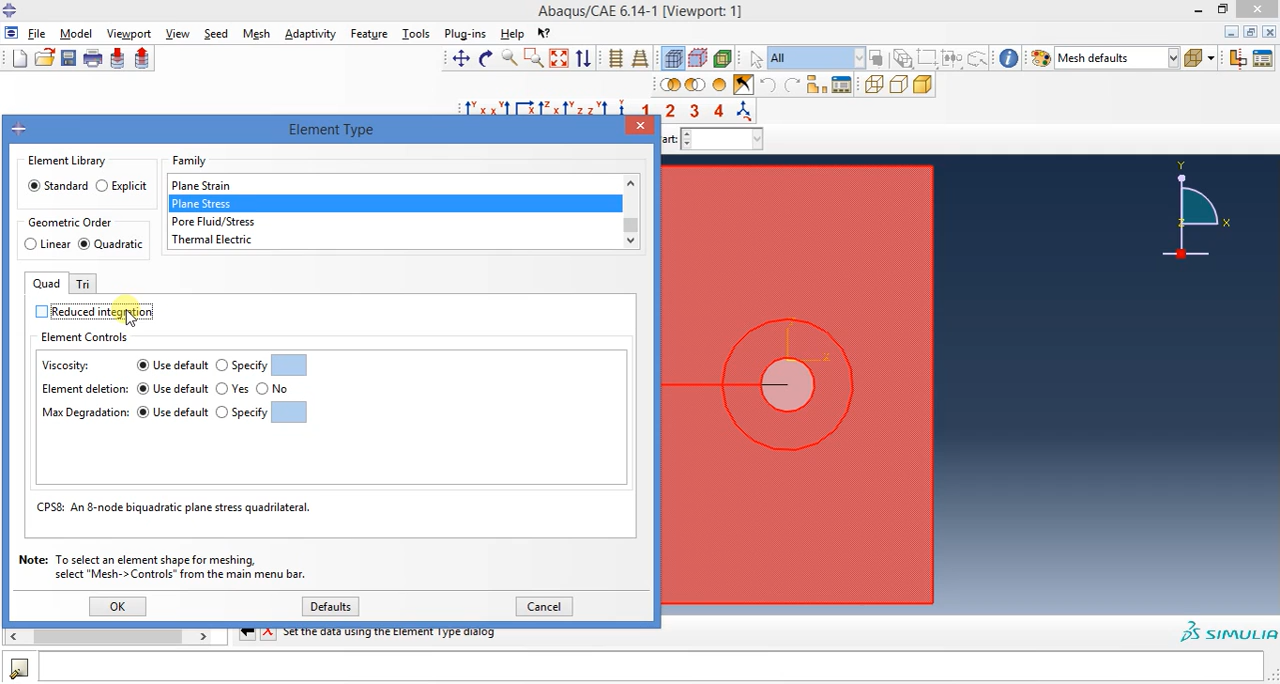 Abaqus/CAE 6.14-1 [Viewport: 1]
File Model Viewport View Seed Mesh Adaptivity Feature Tools Plug-ins Help
All
Mesh defaults
1 2 3 4
art:
Element Type
Element Library
Standard Explicit
Geometric Order
Linear Quadratic
Family
Plane Strain
Plane Stress
Pore Fluid/Stress
Thermal Electric
Quad Tri
Reduced integration
Element Controls
Viscosity: Use default Specify
Element deletion: Use default Yes No
Max Degradation: Use default Specify
CPS8: An 8-node biquadratic plane stress quadrilateral.
Note: To select an element shape for meshing,
select "Mesh->Controls" from the main menu bar.
OK Defaults Cancel
Y
X
Z
Set the data using the Element Type dialog
SIMULIA